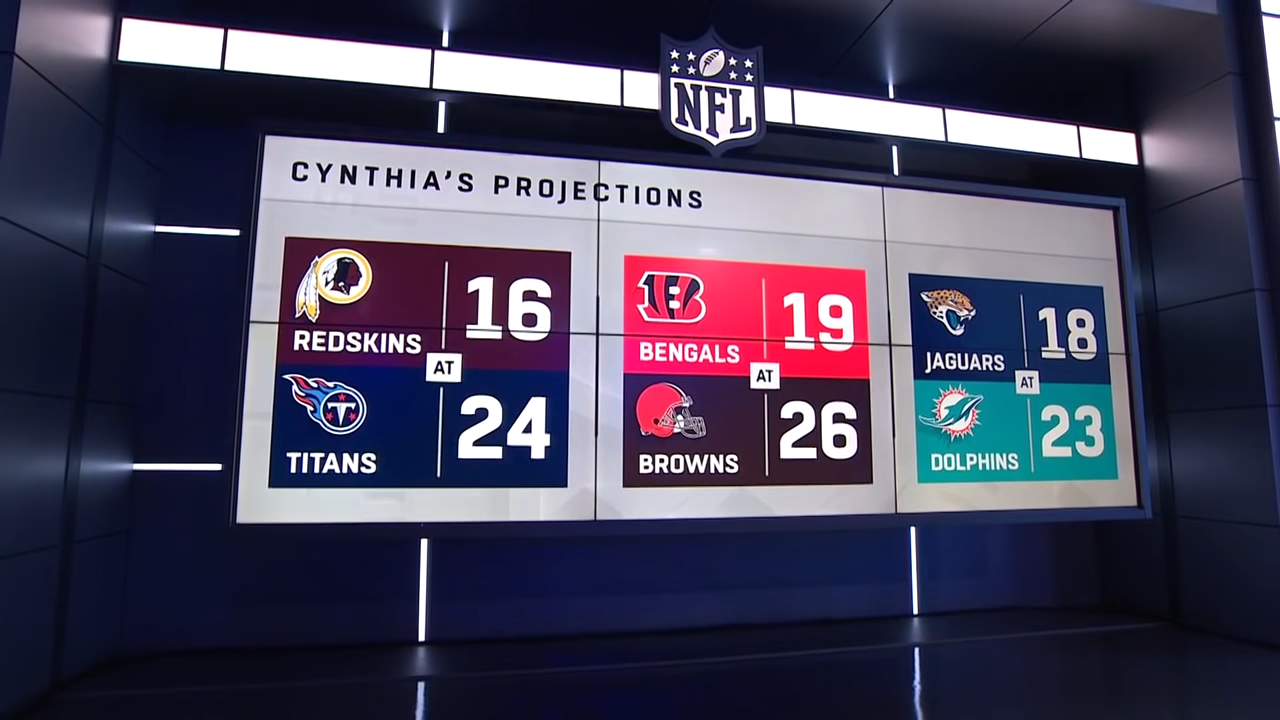 NFL
CYNTHIA'S PROJECTIONS
REDSKINS 16
AT
TITANS 24
BENGALS 19
AT
BROWNS 26
JAGUARS 18
AT
DOLPHINS 23